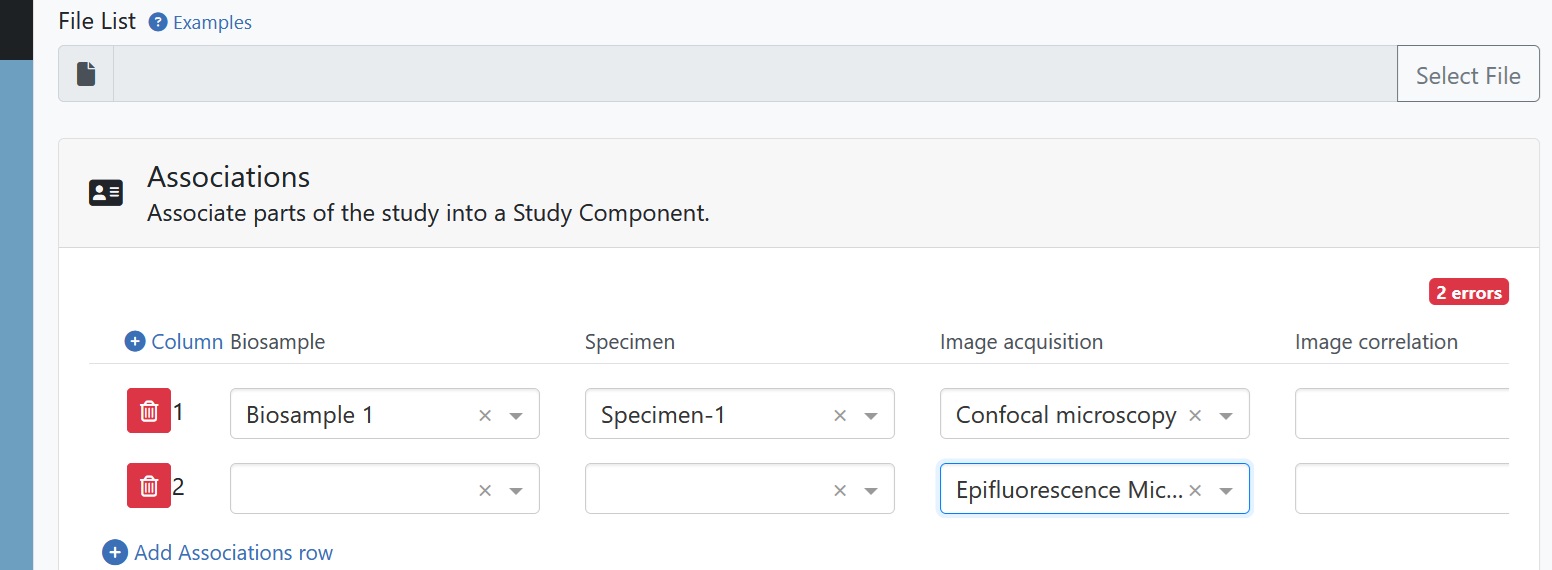 File List ? Examples
Select File
Associations
Associate parts of the study into a Study Component.
2 errors
Column Biosample Specimen Image acquisition Image correlation
1 Biosample 1 Specimen-1 Confocal microscopy
2 Epifluorescence Mic...
Add Associations row